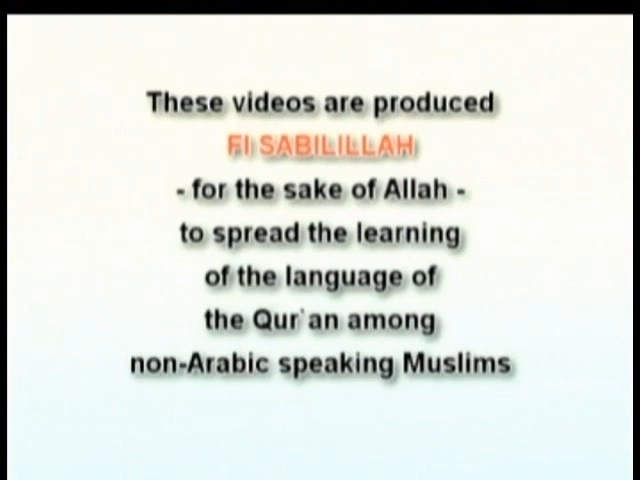 These videos are produced
FI SABILILLAH
- for the sake of Allah -
to spread the learning
of the language of
the Qur`an among
non-Arabic speaking Muslims